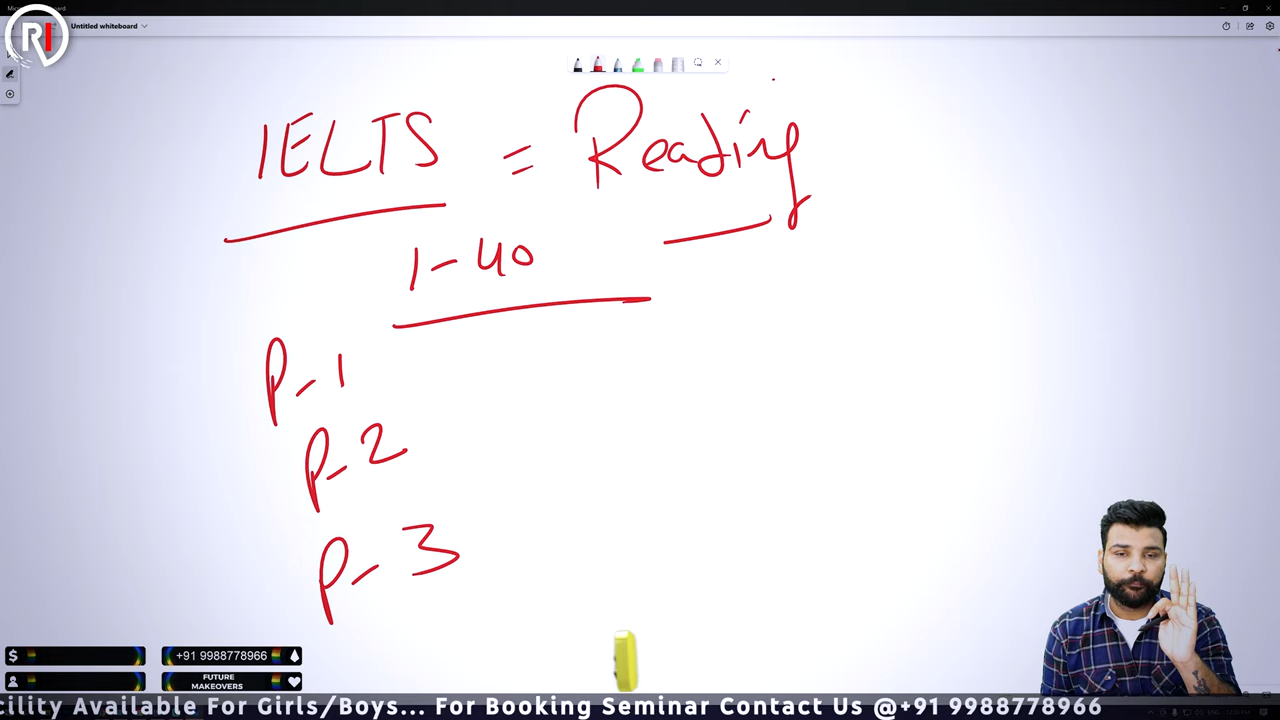 RI
Untitled whiteboard
IELTS = Reading
1-40
P-1
P-2
P-3
$
+91 9988778966
FUTURE
MAKEOVERS
cility Available For Girls/Boys... For Booking Seminar Contact Us @+91 9988778966